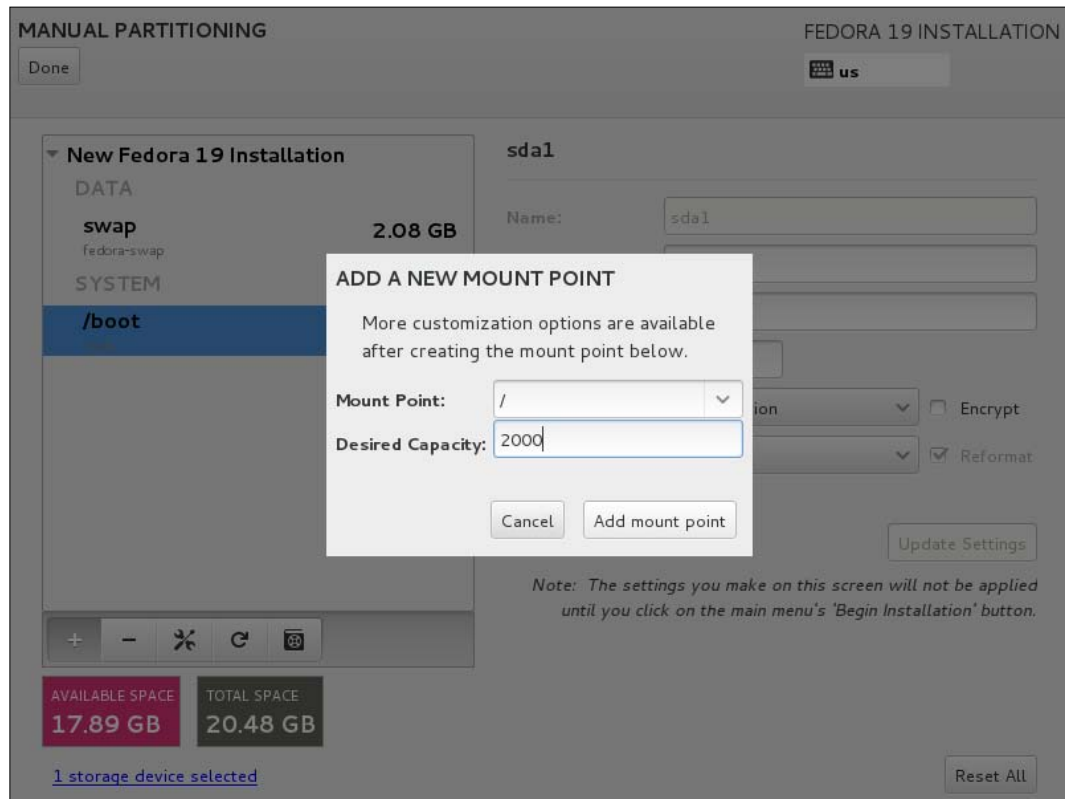 MANUAL PARTITIONING
FEDORA 19 INSTALLATION
Done
us
New Fedora 19 Installation
DATA
swap
2.08 GB
fedora-swap
SYSTEM
/boot
sda1
Name:
sda1
ADD A NEW MOUNT POINT
More customization options are available
after creating the mount point below.
Mount Point:
/
Desired Capacity:
2000
Cancel
Add mount point
ion
Encrypt
Reformat
Update Settings
Note: The settings you make on this screen will not be applied
until you click on the main menu's 'Begin Installation' button.
AVAILABLE SPACE
17.89 GB
TOTAL SPACE
20.48 GB
1 storage device selected
Reset All